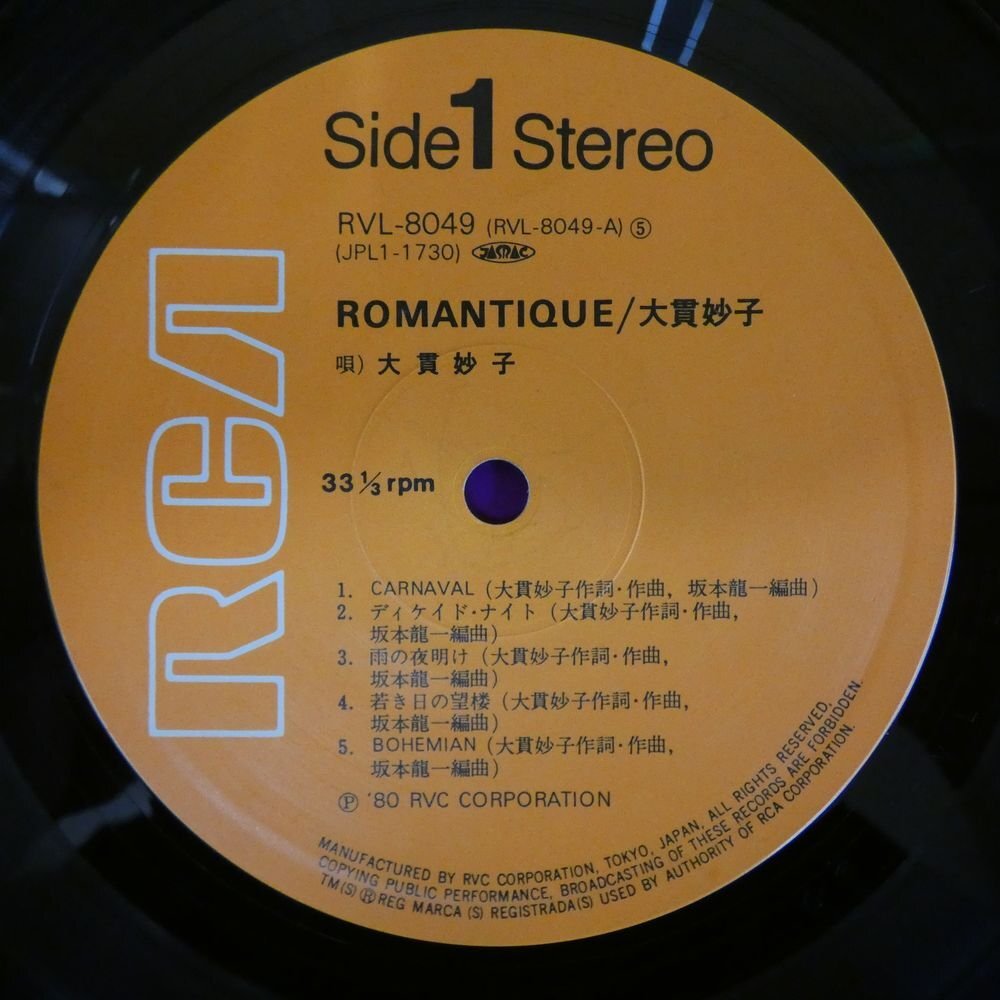 Side 1 Stereo
RVL-8049 (RVL-8049-A) ⑤
(JPL1-1730) JASRAC
ROMANTIQUE/大貫妙子
唄) 大貫妙子
RCA
33 1/3 rpm
1. CARNAVAL (大貫妙子作詞·作曲, 坂本龍一編曲)
2. ディケイド·ナイト (大貫妙子作詞·作曲,
坂本龍一編曲)
3. 雨の夜明け (大貫妙子作詞·作曲,
坂本龍一編曲)
4. 若き日の望楼 (大貫妙子作詞·作曲,
坂本龍一編曲)
5. BOHEMIAN (大貫妙子作詞·作曲,
坂本龍一編曲)
Ⓟ '80 RVC CORPORATION
MANUFACTURED BY RVC CORPORATION, TOKYO, JAPAN, ALL RIGHTS RESERVED,
COPYING PUBLIC PERFORMANCE, BROADCASTING OF THESE RECORDS ARE FORBIDDEN.
TM(S) ® REG MARCA (S) REGISTRADA(S) USED BY AUTHORITY OF RCA CORPORATION.